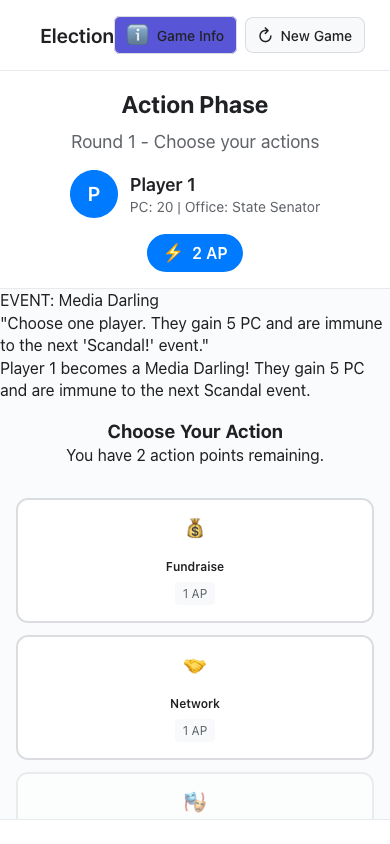 Election
ℹ️ Game Info
↻ New Game
Action Phase
Round 1 - Choose your actions
P
Player 1
PC: 20 | Office: State Senator
⚡ 2 AP
EVENT: Media Darling
"Choose one player. They gain 5 PC and are immune
to the next 'Scandal!' event."
Player 1 becomes a Media Darling! They gain 5 PC
and are immune to the next Scandal event.
Choose Your Action
You have 2 action points remaining.
💰
Fundraise
1 AP
🤝
Network
1 AP
🎭